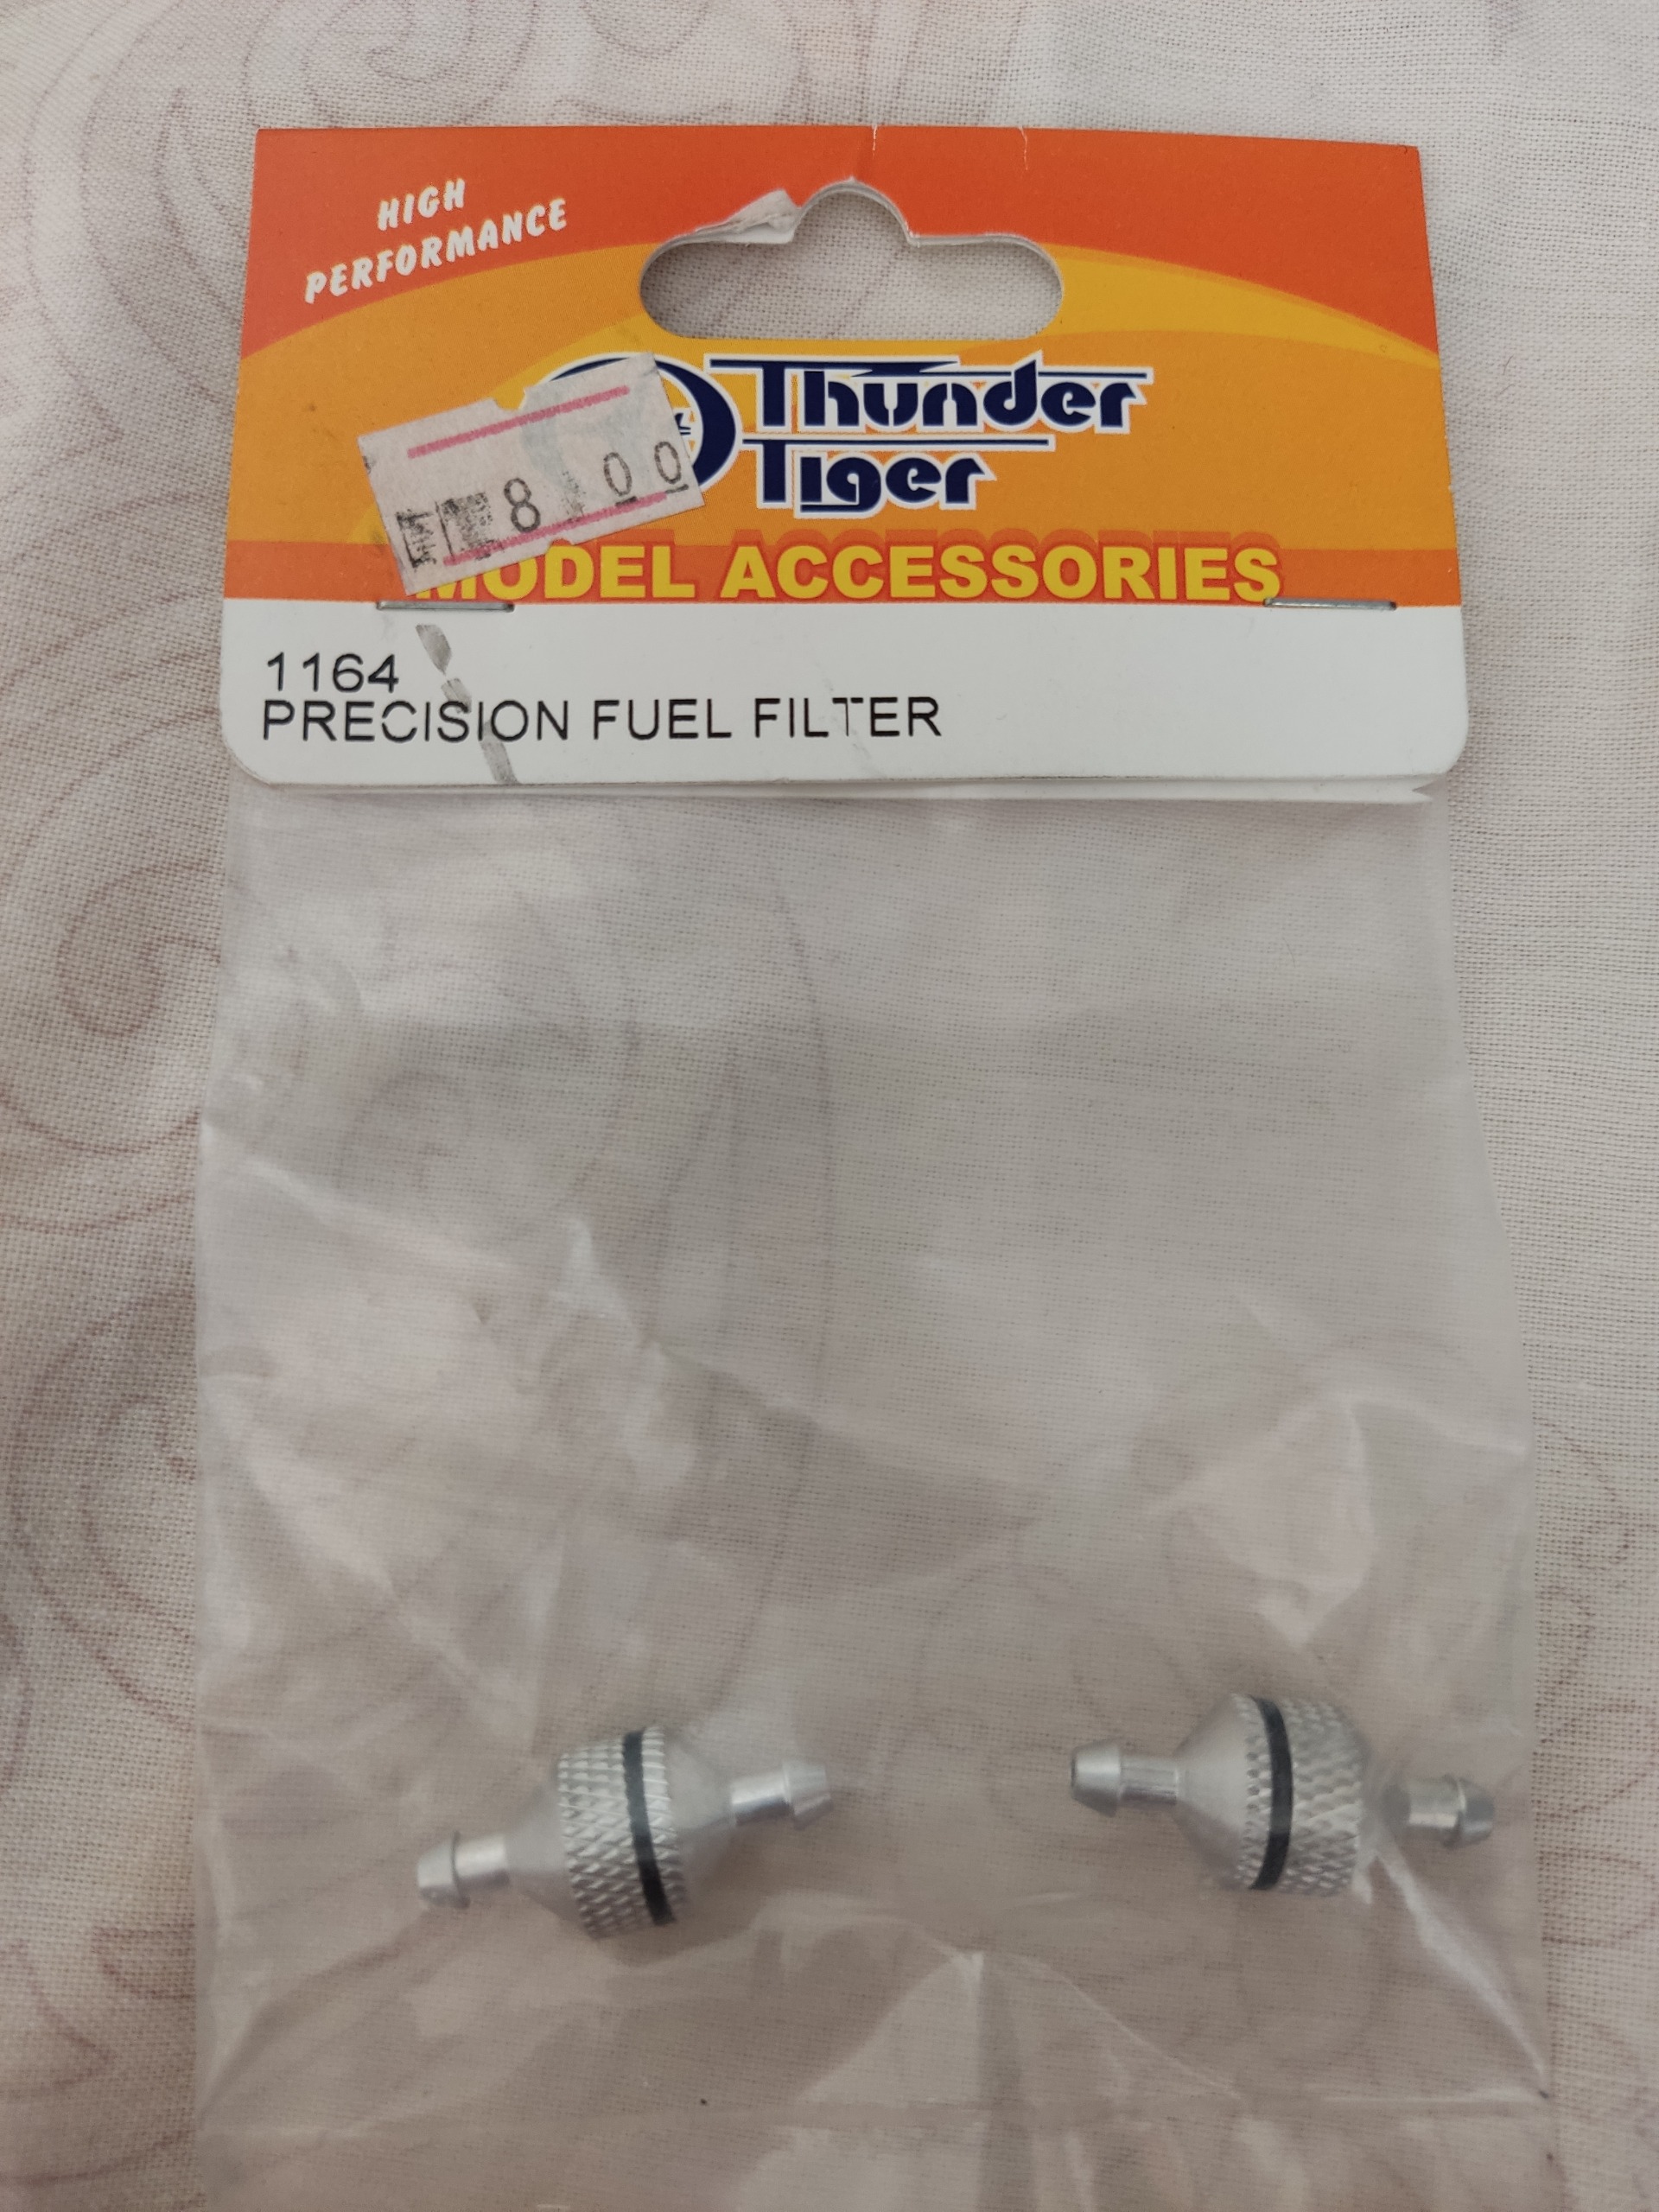 HIGH
PERFORMANCE
Thunder
Tiger
8 00
MODEL ACCESSORIES
1164
PRECISION FUEL FILTER